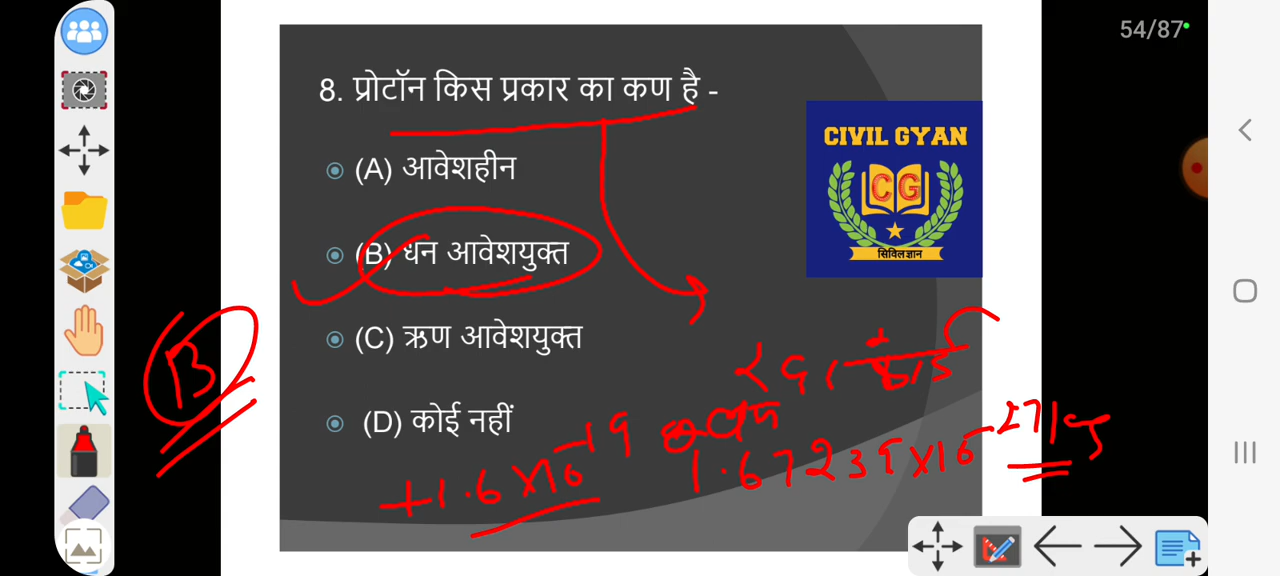 54/87
8. प्रोटॉन किस प्रकार का कण है -
CIVIL GYAN
CG
सिविल ज्ञान
(A) आवेशहीन
(B) धन आवेशयुक्त
(C) ऋण आवेशयुक्त
B
(D) कोई नहीं
+1.6×10-19
1.67235×10-27 kg